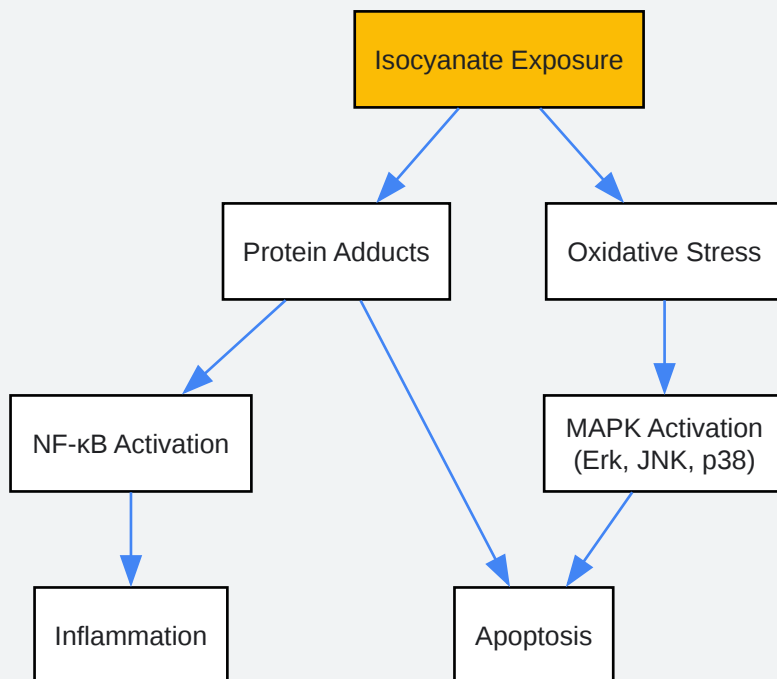 Isocyanate Exposure
Protein Adducts
Oxidative Stress
NF-κB Activation
MAPK Activation
(Erk, JNK, p38)
Inflammation
Apoptosis